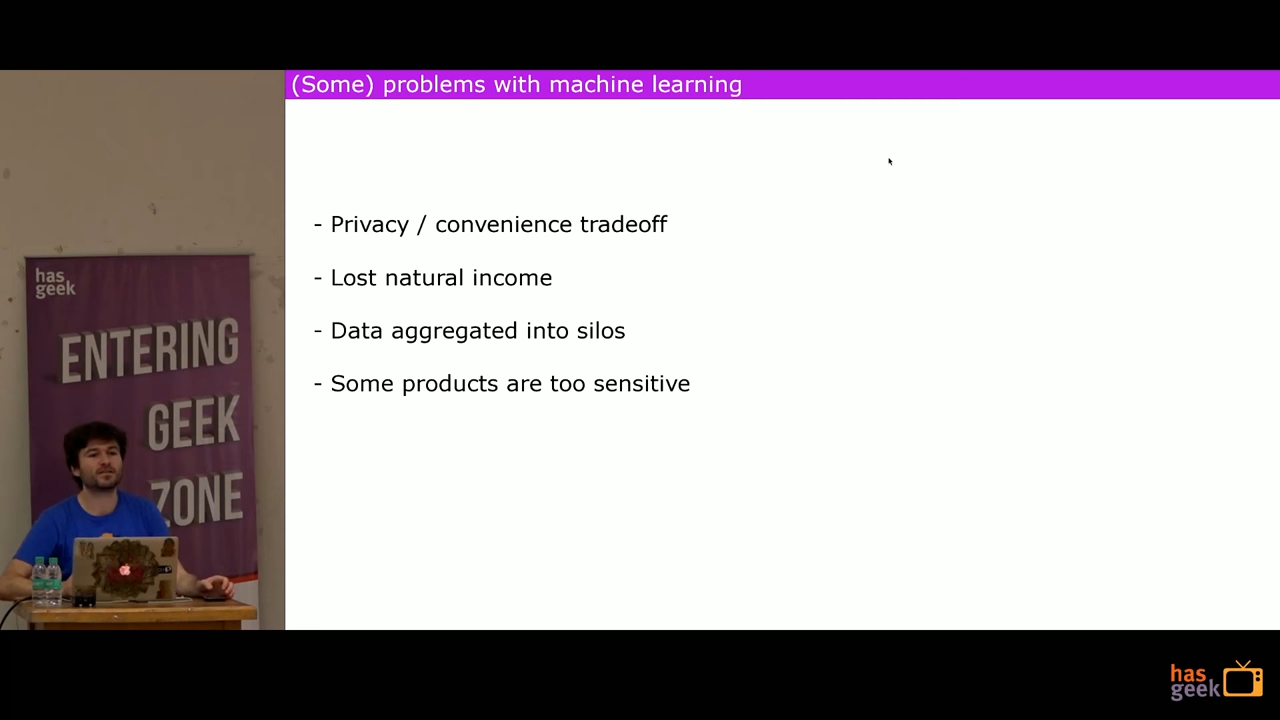 (Some) problems with machine learning
- Privacy / convenience tradeoff
- Lost natural income
- Data aggregated into silos
- Some products are too sensitive
has
geek
ENTERING
GEEK
ZONE
has
geek